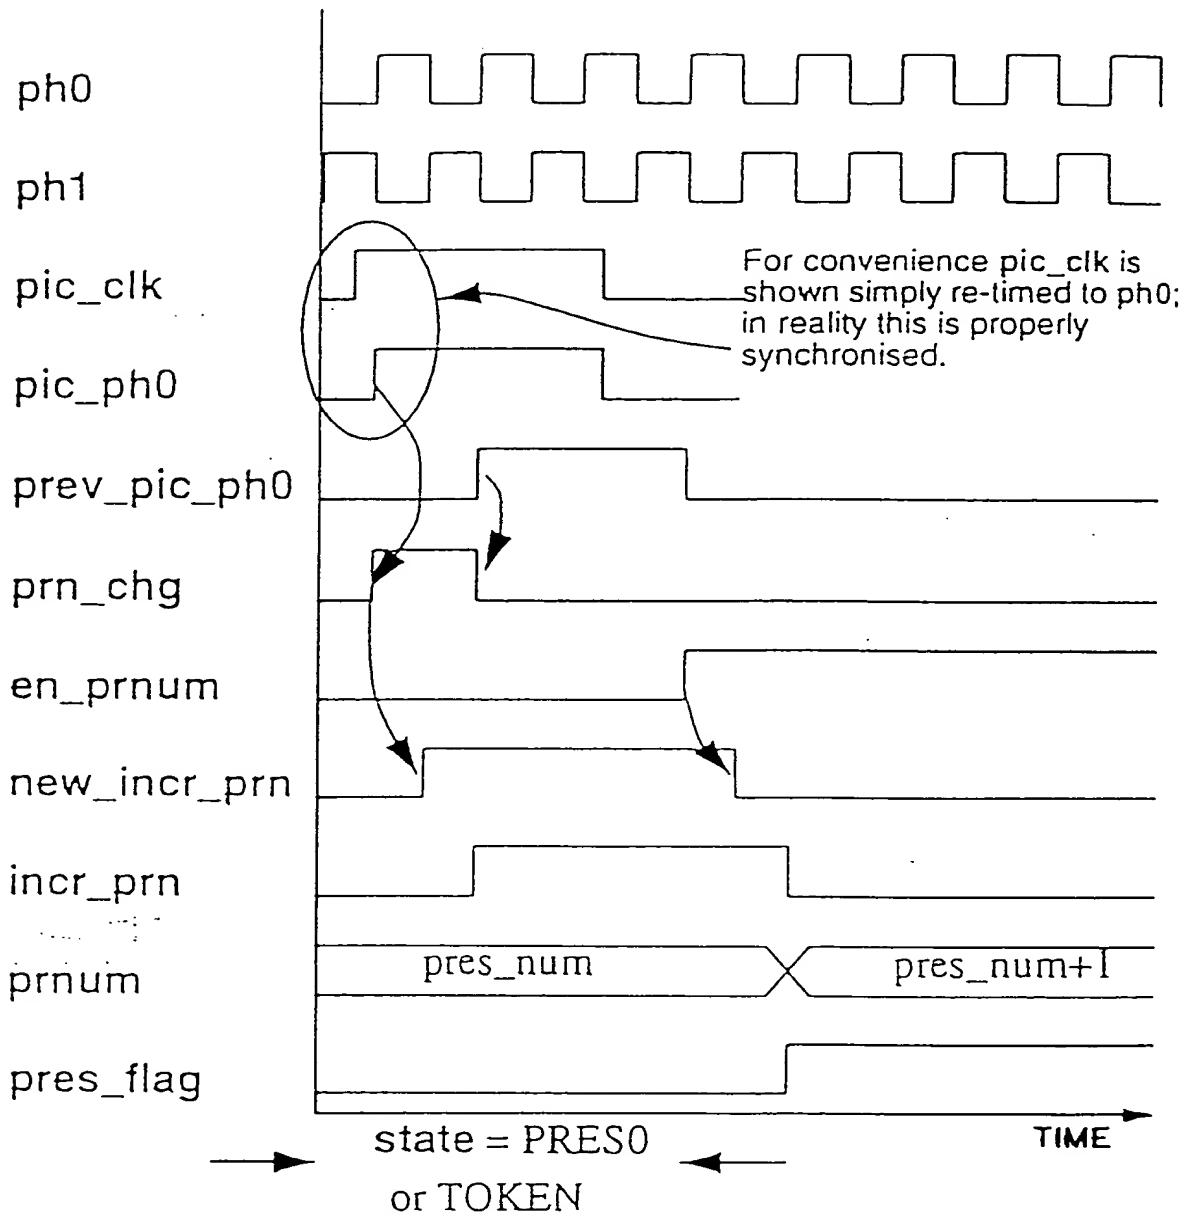 ph0
ph1
pic_clk
For convenience pic_clk is
shown simply re-timed to ph0;
in reality this is properly
synchronised.
pic_ph0
prev_pic_ph0
prn_chg
en_prnum
new_incr_prn
incr_prn
prnum
pres_num
pres_num+1
pres_flag
TIME
state = PRES0
or TOKEN